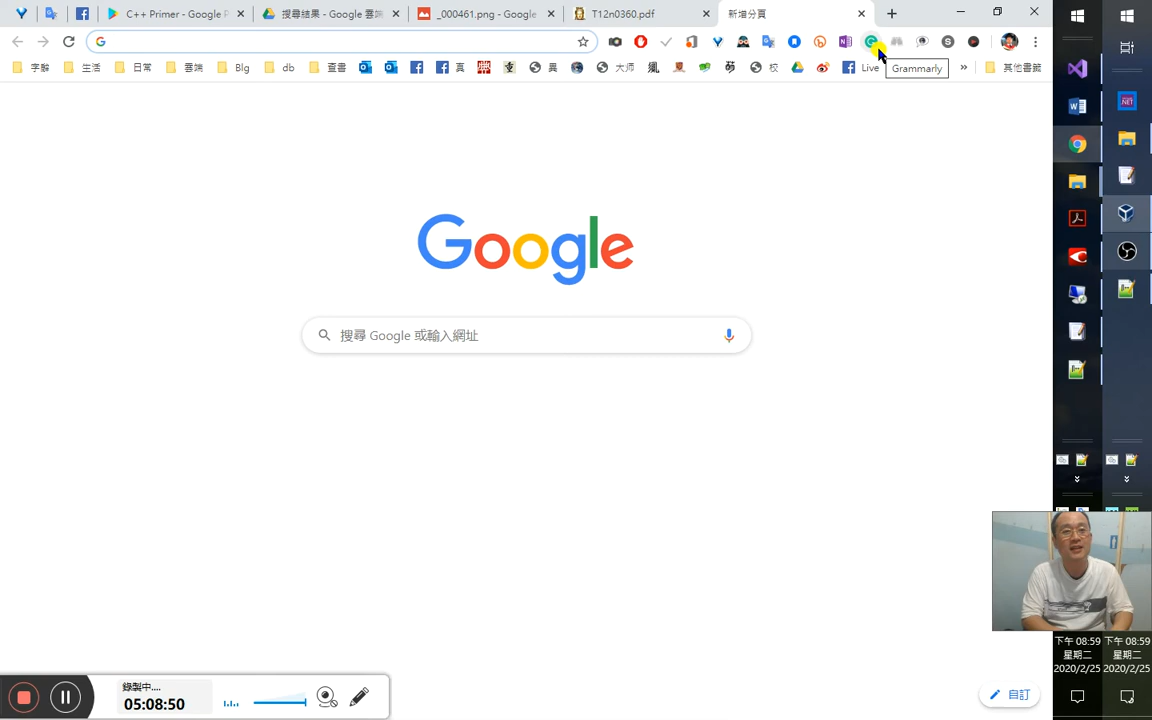 C++ Primer - Google P
搜尋結果 - Google 雲端
_000461.png - Google
T12n0360.pdf
新增分頁
字辭
生活
日常
雲端
Blg
db
查書
真
異
大师
校
Live
»
其他書籤
Grammarly
Google
搜尋 Google 或輸入網址
錄製中....
05:08:50
自訂
下午 08:59
星期二
2020/2/25
下午 08:59
星期二
2020/2/25